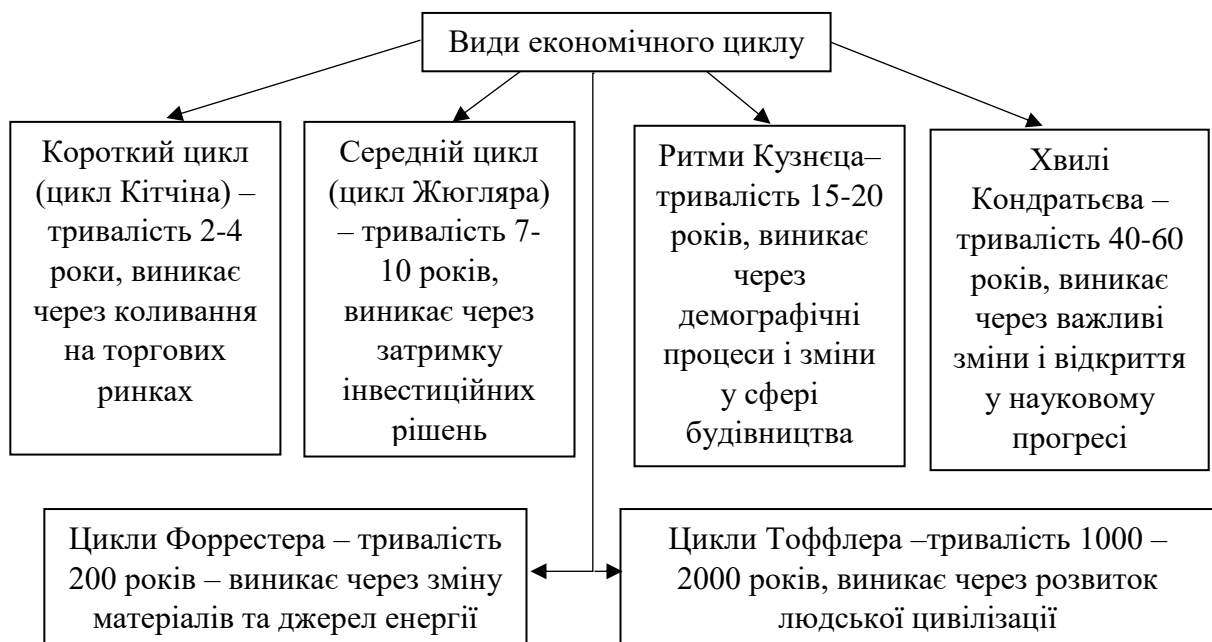 Види економічного циклу
Короткий цикл
(цикл Кітчіна) –
тривалість 2-4
роки, виникає
через коливання
на торгових
ринках
Середній цикл
(цикл Жюгляра)
– тривалість 7-
10 років,
виникає через
затримку
інвестиційних
рішень
Ритми Кузнєца–
тривалість 15-20
років, виникає
через
демографічні
процеси і зміни
у сфері
будівництва
Хвилі
Кондратьєва –
тривалість 40-60
років, виникає
через важливі
зміни і відкриття
у науковому
прогресі
Цикли Форрестера – тривалість
200 років – виникає через зміну
матеріалів та джерел енергії
Цикли Тоффлера –тривалість 1000 –
2000 років, виникає через розвиток
людської цивілізації